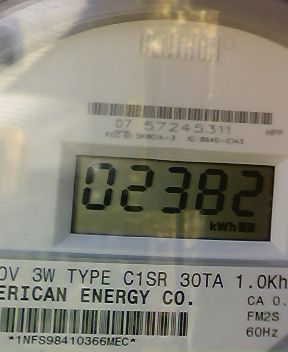 07 57245311
02382
kWh
0V 3W TYPE C1SR 30TA 1.0Kh
ERICAN ENERGY CO.
CA 0.
FM2S
60Hz
*1NFS98410366MEC*